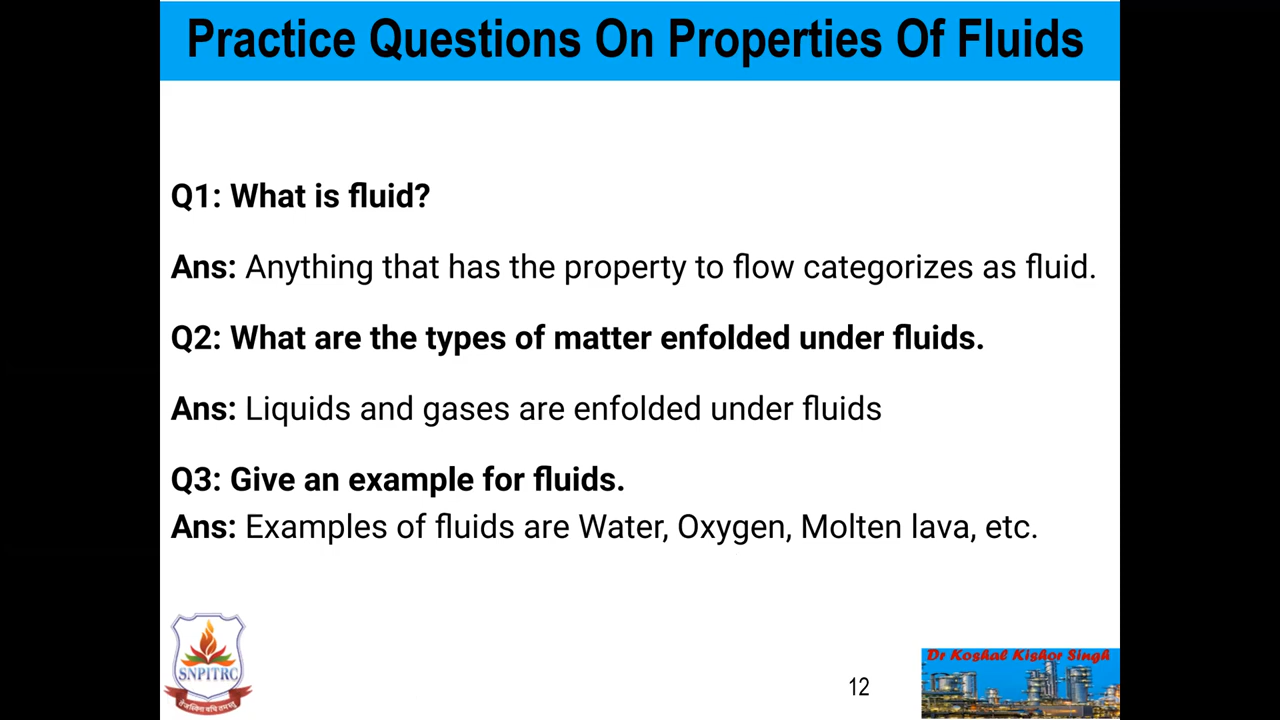 Practice Questions On Properties Of Fluids
Q1: What is fluid?
Ans: Anything that has the property to flow categorizes as fluid.
Q2: What are the types of matter enfolded under fluids.
Ans: Liquids and gases are enfolded under fluids
Q3: Give an example for fluids.
Ans: Examples of fluids are Water, Oxygen, Molten lava, etc.
SNPITRC
12
Dr Koshal Kishor Singh